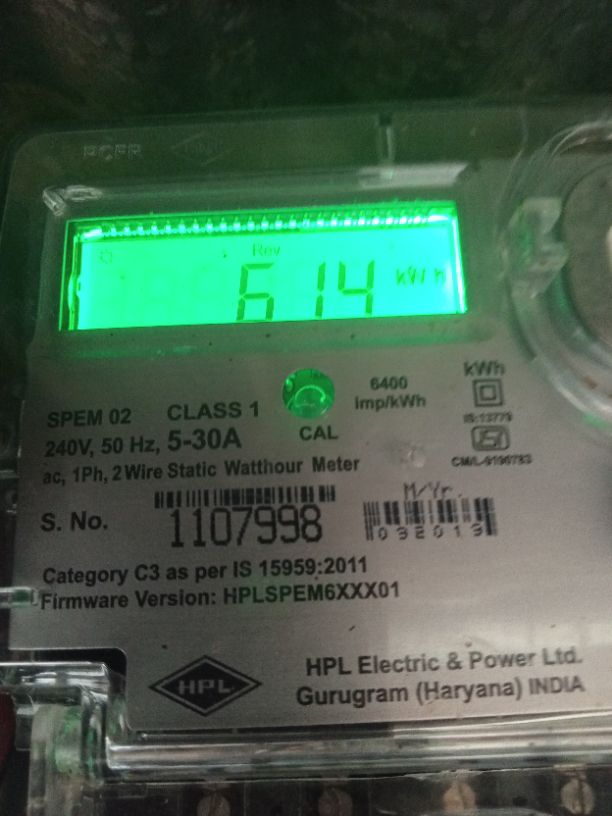 Rev
614 kWh
SPEM 02 CLASS 1
240V, 50 Hz, 5-30A
CAL
6400
imp/kWh
kWh
IS:13779
CM/L-9196783
ac, 1Ph, 2 Wire Static Watthour Meter
M/Yr.
S. No. 1107998
032013
Category C3 as per IS 15959:2011
Firmware Version: HPLSPEM6XXX01
HPL
HPL Electric & Power Ltd.
Gurugram (Haryana) INDIA